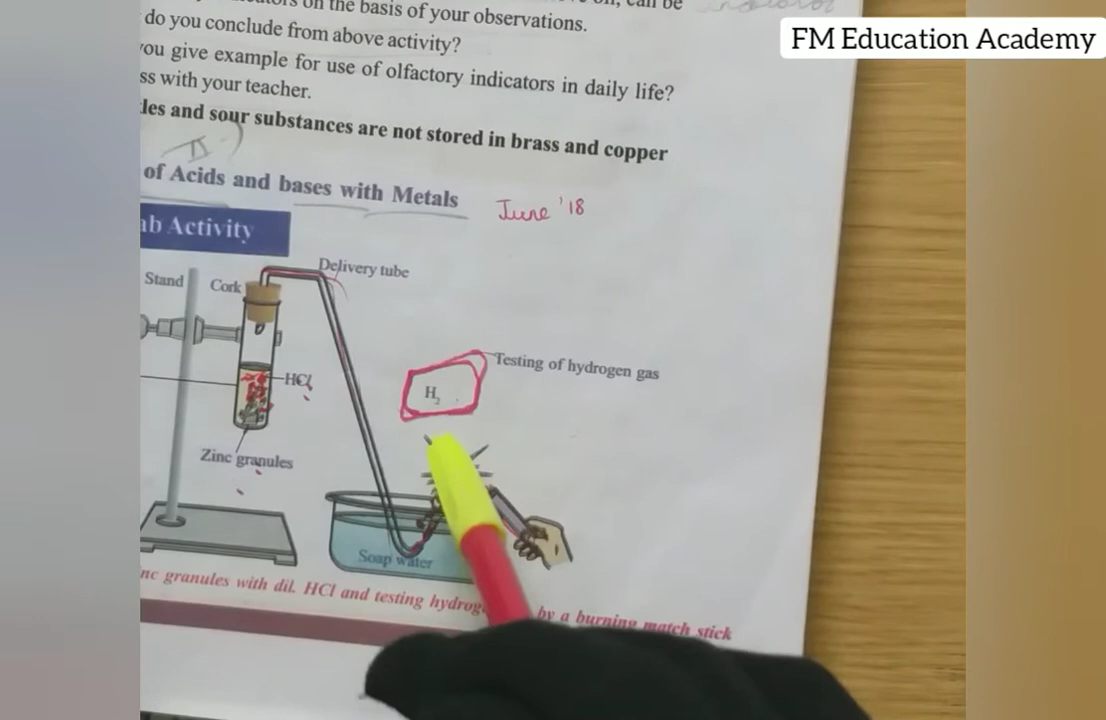 on the basis of your observations.
do you conclude from above activity?
you give example for use of olfactory indicators in daily life?
ss with your teacher.
les and sour substances are not stored in brass and copper
FM Education Academy
of Acids and bases with Metals
June '18
ab Activity
Delivery tube
Stand
Cork
Testing of hydrogen gas
HCl
H₂
Zinc granules
Soap water
nc granules with dil. HCl and testing hydrog by a burning match stick